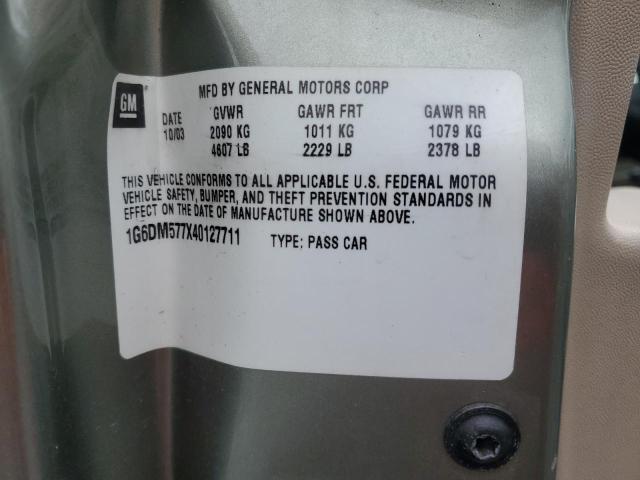 GM
MFD BY GENERAL MOTORS CORP
DATE GVWR GAWR FRT GAWR RR
10/03 2090 KG 1011 KG 1079 KG
4607 LB 2229 LB 2378 LB
THIS VEHICLE CONFORMS TO ALL APPLICABLE U.S. FEDERAL MOTOR
VEHICLE SAFETY, BUMPER, AND THEFT PREVENTION STANDARDS IN
EFFECT ON THE DATE OF MANUFACTURE SHOWN ABOVE.
1G6DM577X40127711 TYPE: PASS CAR